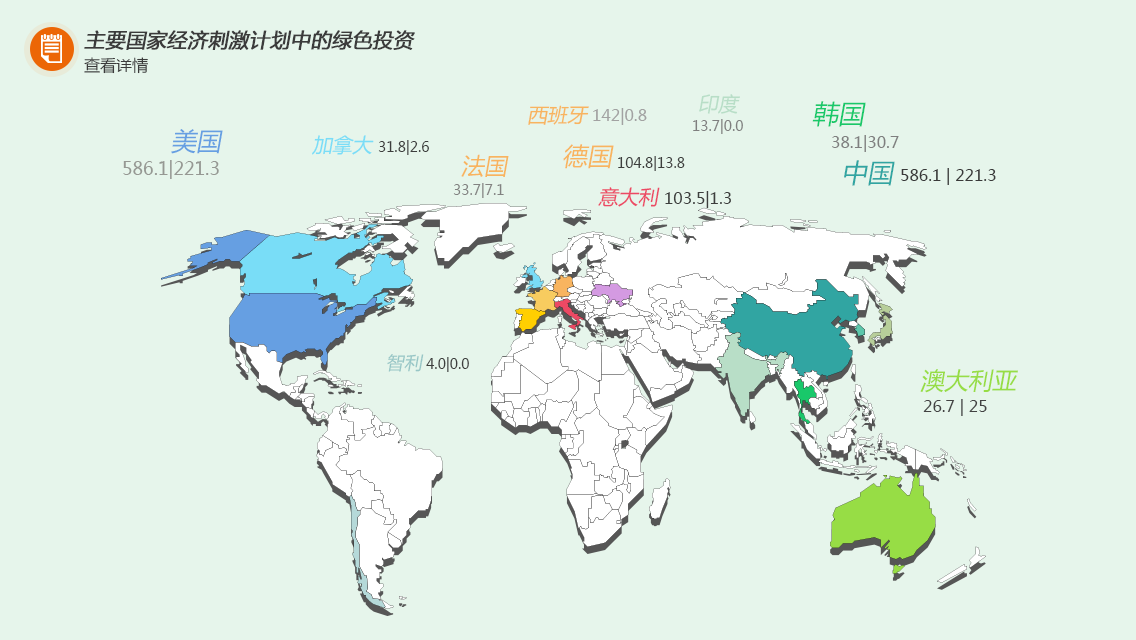 主要国家经济刺激计划中的绿色投资
查看详情
美国
586.1|221.3
加拿大 31.8|2.6
法国
33.7|7.1
西班牙 142|0.8
德国 104.8|13.8
意大利 103.5|1.3
印度
13.7|0.0
韩国
38.1|30.7
中国 586.1 | 221.3
智利 4.0|0.0
澳大利亚
26.7 | 25